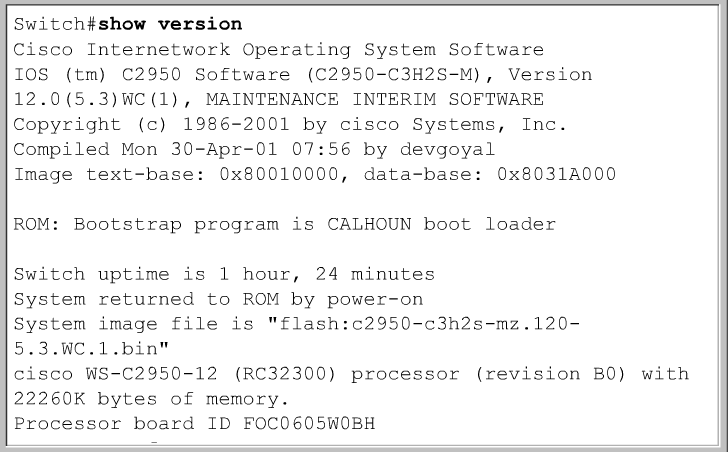 Switch#show version
Cisco Internetwork Operating System Software
IOS (tm) C2950 Software (C2950-C3H2S-M), Version
12.0(5.3)WC(1), MAINTENANCE INTERIM SOFTWARE
Copyright (c) 1986-2001 by cisco Systems, Inc.
Compiled Mon 30-Apr-01 07:56 by devgoyal
Image text-base: 0x80010000, data-base: 0x8031A000

ROM: Bootstrap program is CALHOUN boot loader

Switch uptime is 1 hour, 24 minutes
System returned to ROM by power-on
System image file is "flash:c2950-c3h2s-mz.120-
5.3.WC.1.bin"
cisco WS-C2950-12 (RC32300) processor (revision B0) with
22260K bytes of memory.
Processor board ID FOC0605W0BH